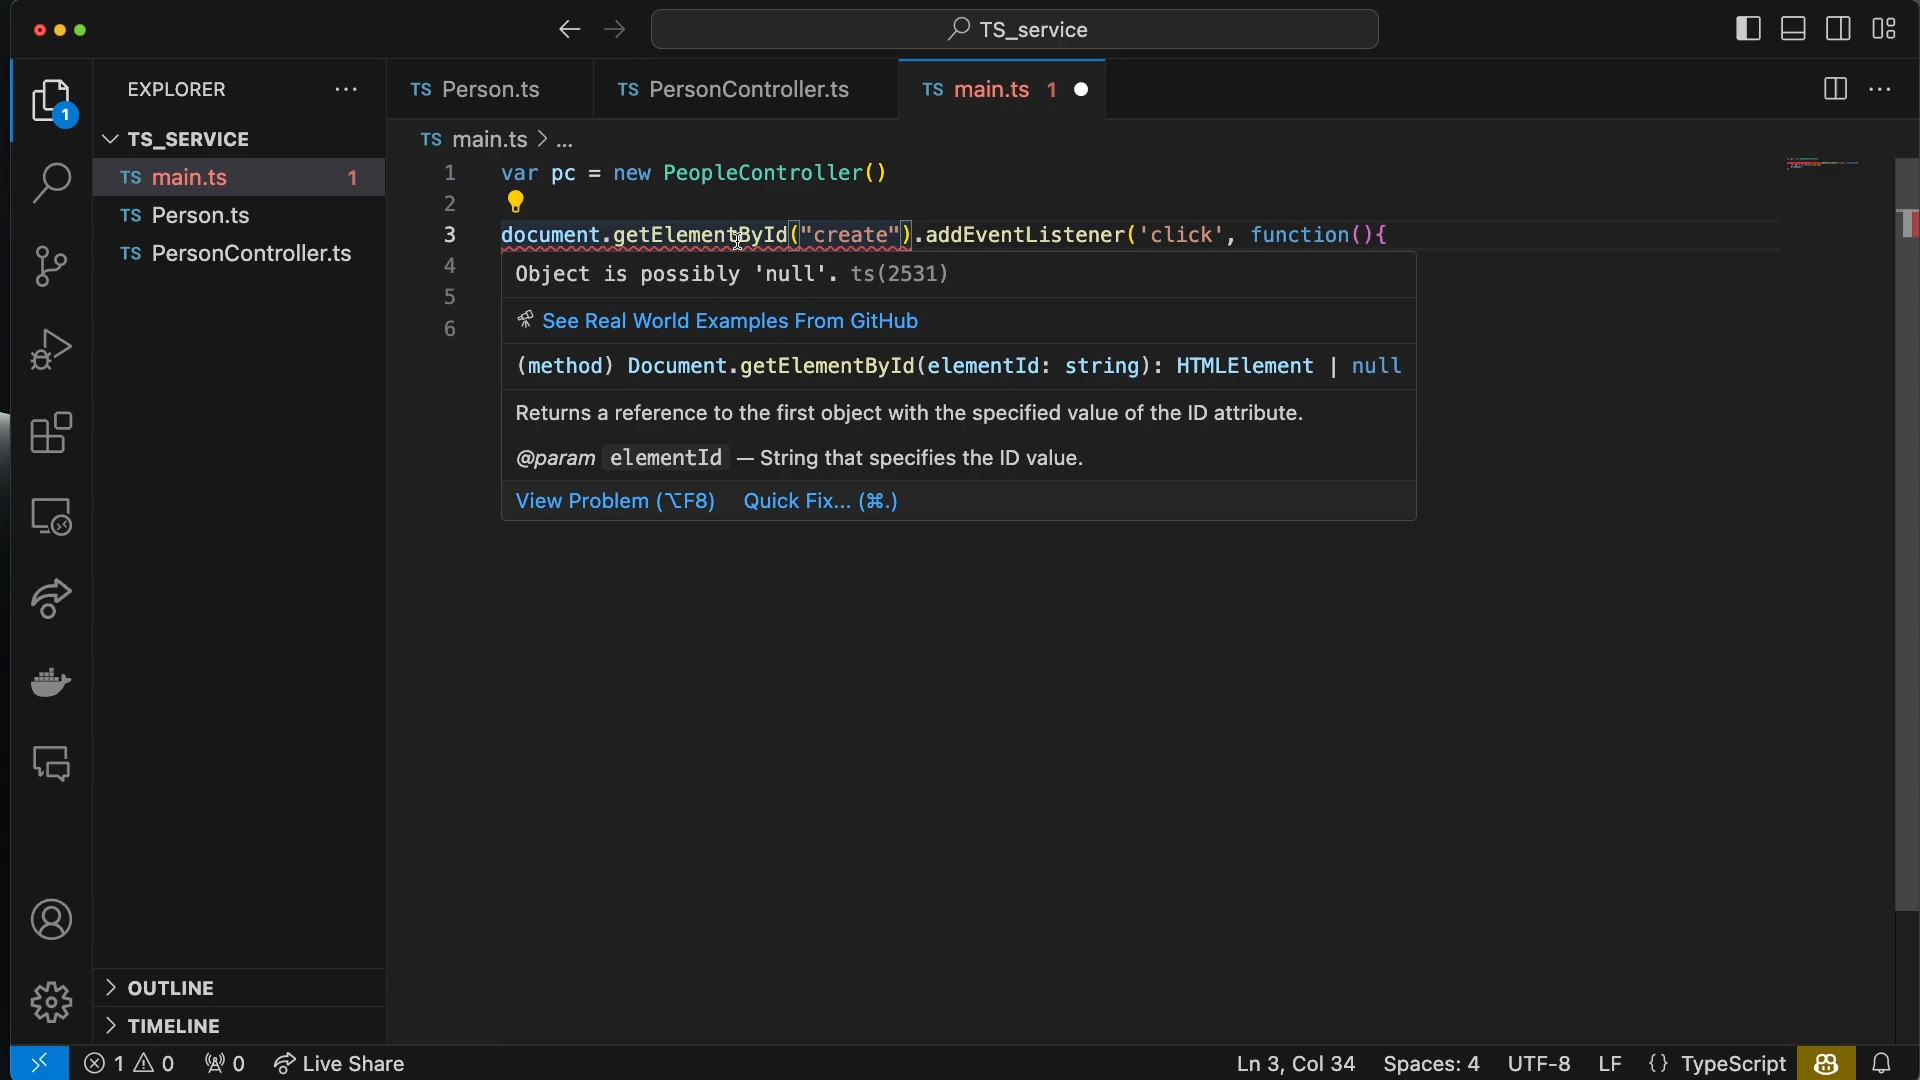 TS_service
EXPLORER
TS Person.ts
TS PersonController.ts
TS main.ts 1
1
TS_SERVICE
TS main.ts 1
TS Person.ts
TS PersonController.ts
TS main.ts > ...
1 var pc = new PeopleController()
2
3 document.getElementById("create").addEventListener('click', function(){
4
5
6
Object is possibly 'null'. ts(2531)
See Real World Examples From GitHub
(method) Document.getElementById(elementId: string): HTMLElement | null
Returns a reference to the first object with the specified value of the ID attribute.
@param elementId — String that specifies the ID value.
View Problem (⌥F8) Quick Fix... (⌘.)
OUTLINE
TIMELINE
1 0 0 Live Share
Ln 3, Col 34 Spaces: 4 UTF-8 LF {} TypeScript